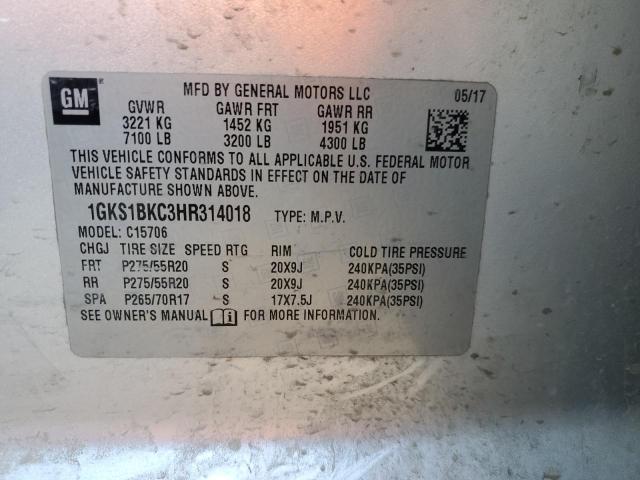 GM
MFD BY GENERAL MOTORS LLC 05/17
GVWR GAWR FRT GAWR RR
3221 KG 1452 KG 1951 KG
7100 LB 3200 LB 4300 LB
THIS VEHICLE CONFORMS TO ALL APPLICABLE U.S. FEDERAL MOTOR
VEHICLE SAFETY STANDARDS IN EFFECT ON THE DATE OF
MANUFACTURE SHOWN ABOVE.
1GKS1BKC3HR314018 TYPE: M.P.V.
MODEL: C15706
CHGJ TIRE SIZE SPEED RTG RIM COLD TIRE PRESSURE
FRT P275/55R20 S 20X9J 240KPA(35PSI)
RR P275/55R20 S 20X9J 240KPA(35PSI)
SPA P265/70R17 S 17X7.5J 240KPA(35PSI)
SEE OWNER'S MANUAL FOR MORE INFORMATION.